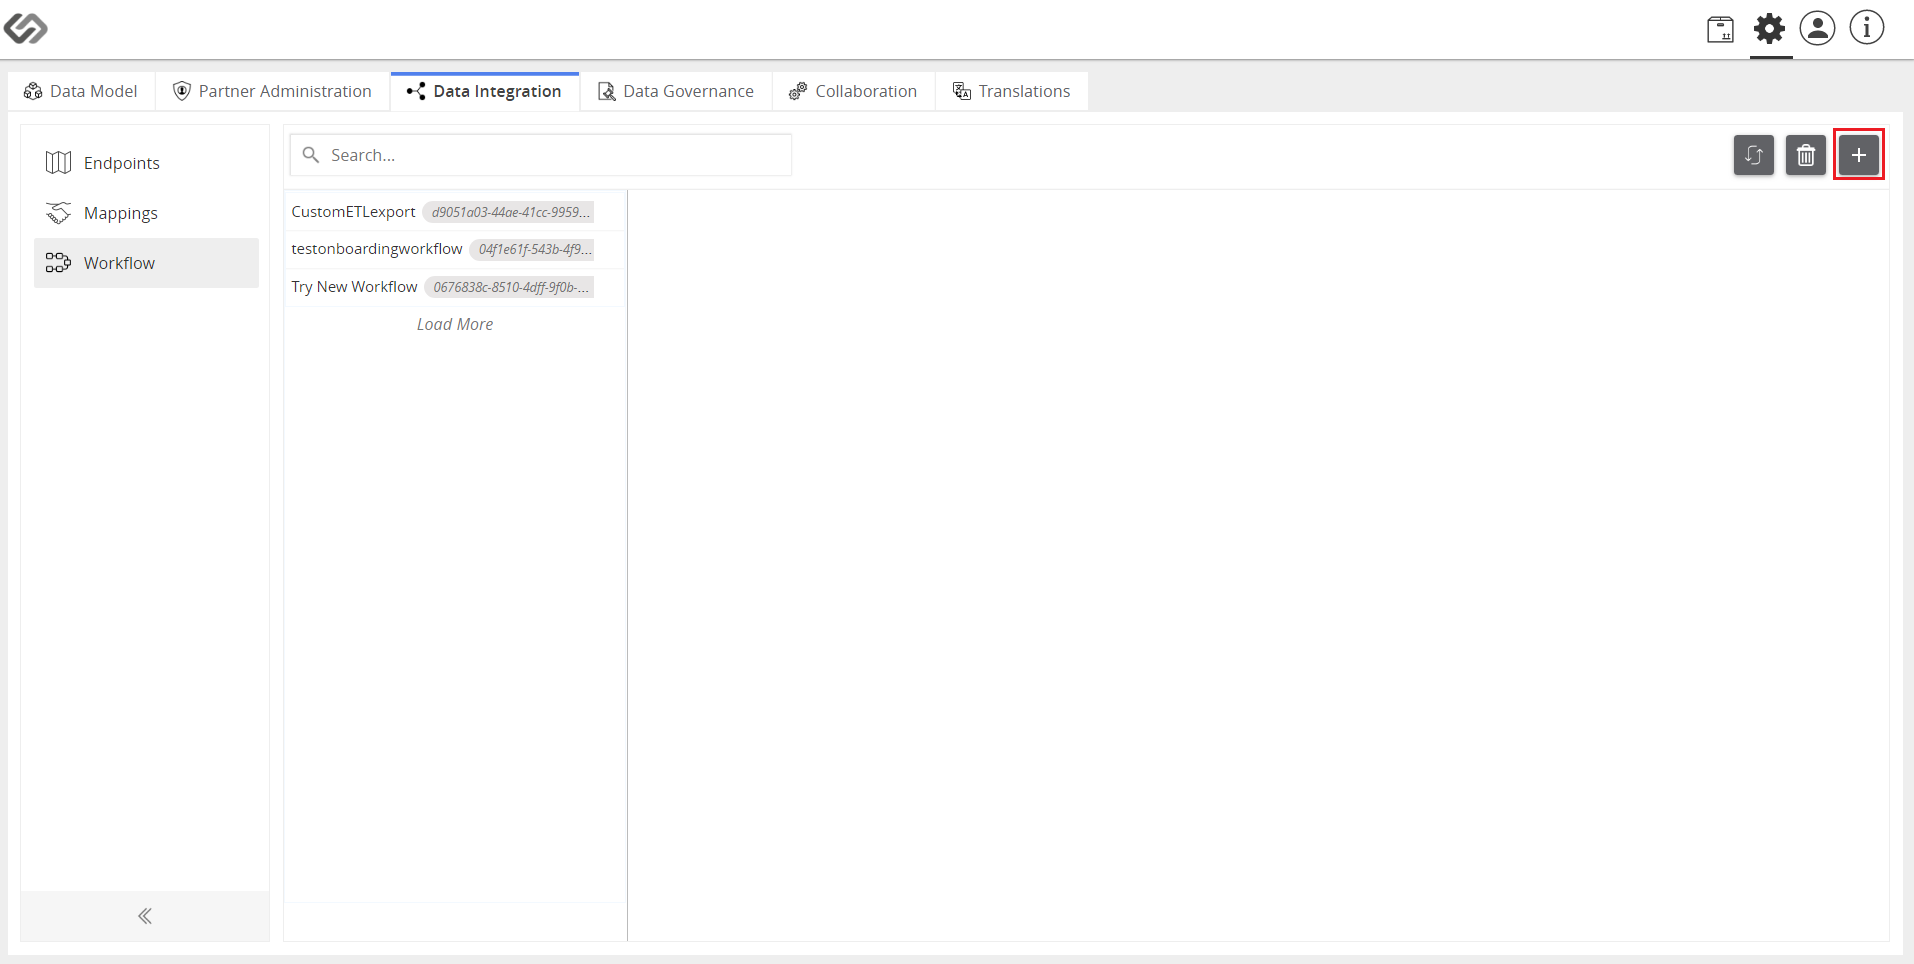 Data Model
Partner Administration
Data Integration
Data Governance
Collaboration
Translations
Endpoints
Mappings
Workflow
Search...
CustomETLexport d9051a03-44ae-41cc-9959...
testonboardingworkflow 04f1e61f-543b-4f9...
Try New Workflow 0676838c-8510-4dff-9f0b-...
Load More